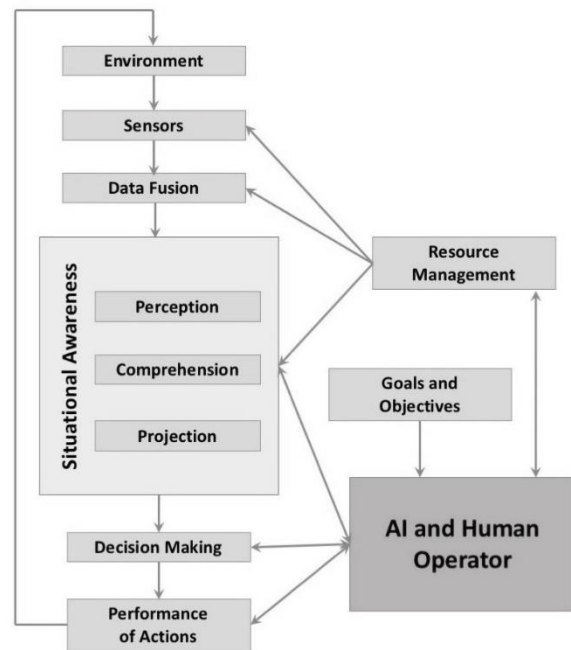 Environment
Sensors
Data Fusion
Situational Awareness
Perception
Comprehension
Projection
Resource
Management
Goals and
Objectives
AI and Human
Operator
Decision Making
Performance
of Actions